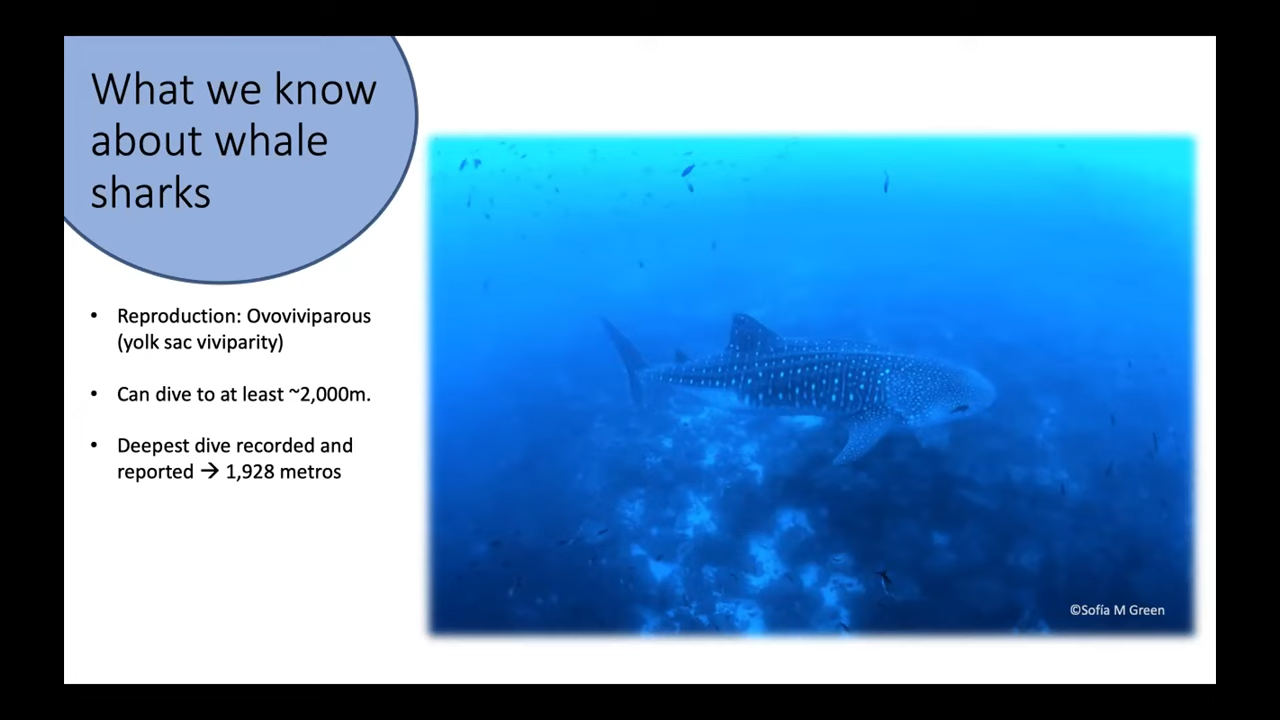 What we know
about whale
sharks
• Reproduction: Ovoviviparous
(yolk sac viviparity)
• Can dive to at least ~2,000m.
• Deepest dive recorded and
reported → 1,928 metros
©Sofía M Green